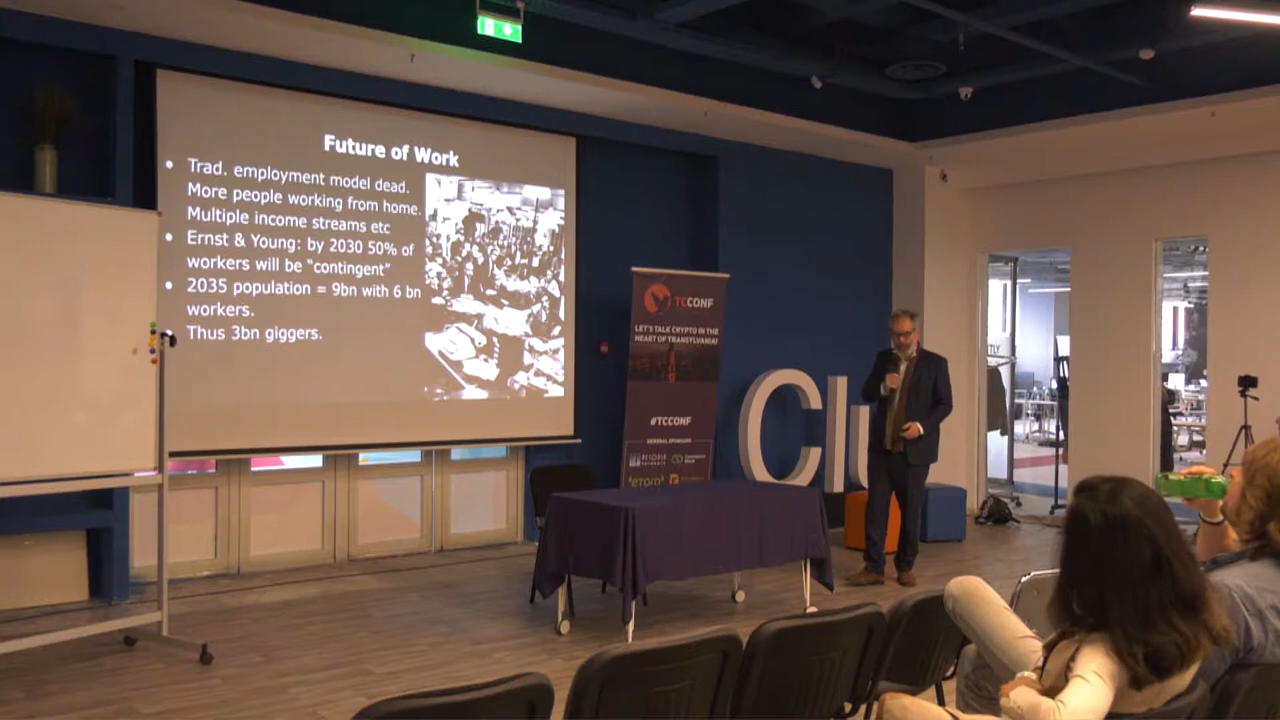 Future of Work
• Trad. employment model dead.
More people working from home.
Multiple income streams etc
• Ernst & Young: by 2030 50% of
workers will be "contingent"
• 2035 population = 9bn with 6 bn
workers.
• Thus 3bn giggers.
TCCONF
LET'S TALK CRYPTO IN THE
HEART OF TRANSYLVANIA!
#TCCONF
GENERAL SPONSORS
eToro
Clu
TLY